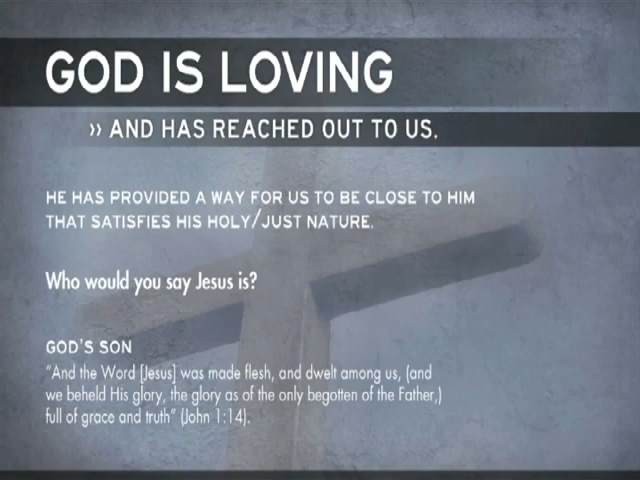 GOD IS LOVING
» AND HAS REACHED OUT TO US.
HE HAS PROVIDED A WAY FOR US TO BE CLOSE TO HIM
THAT SATISFIES HIS HOLY/JUST NATURE.
Who would you say Jesus is?
GOD'S SON
“And the Word [Jesus] was made flesh, and dwelt among us, (and
we beheld His glory, the glory as of the only begotten of the Father,)
full of grace and truth” (John 1:14).